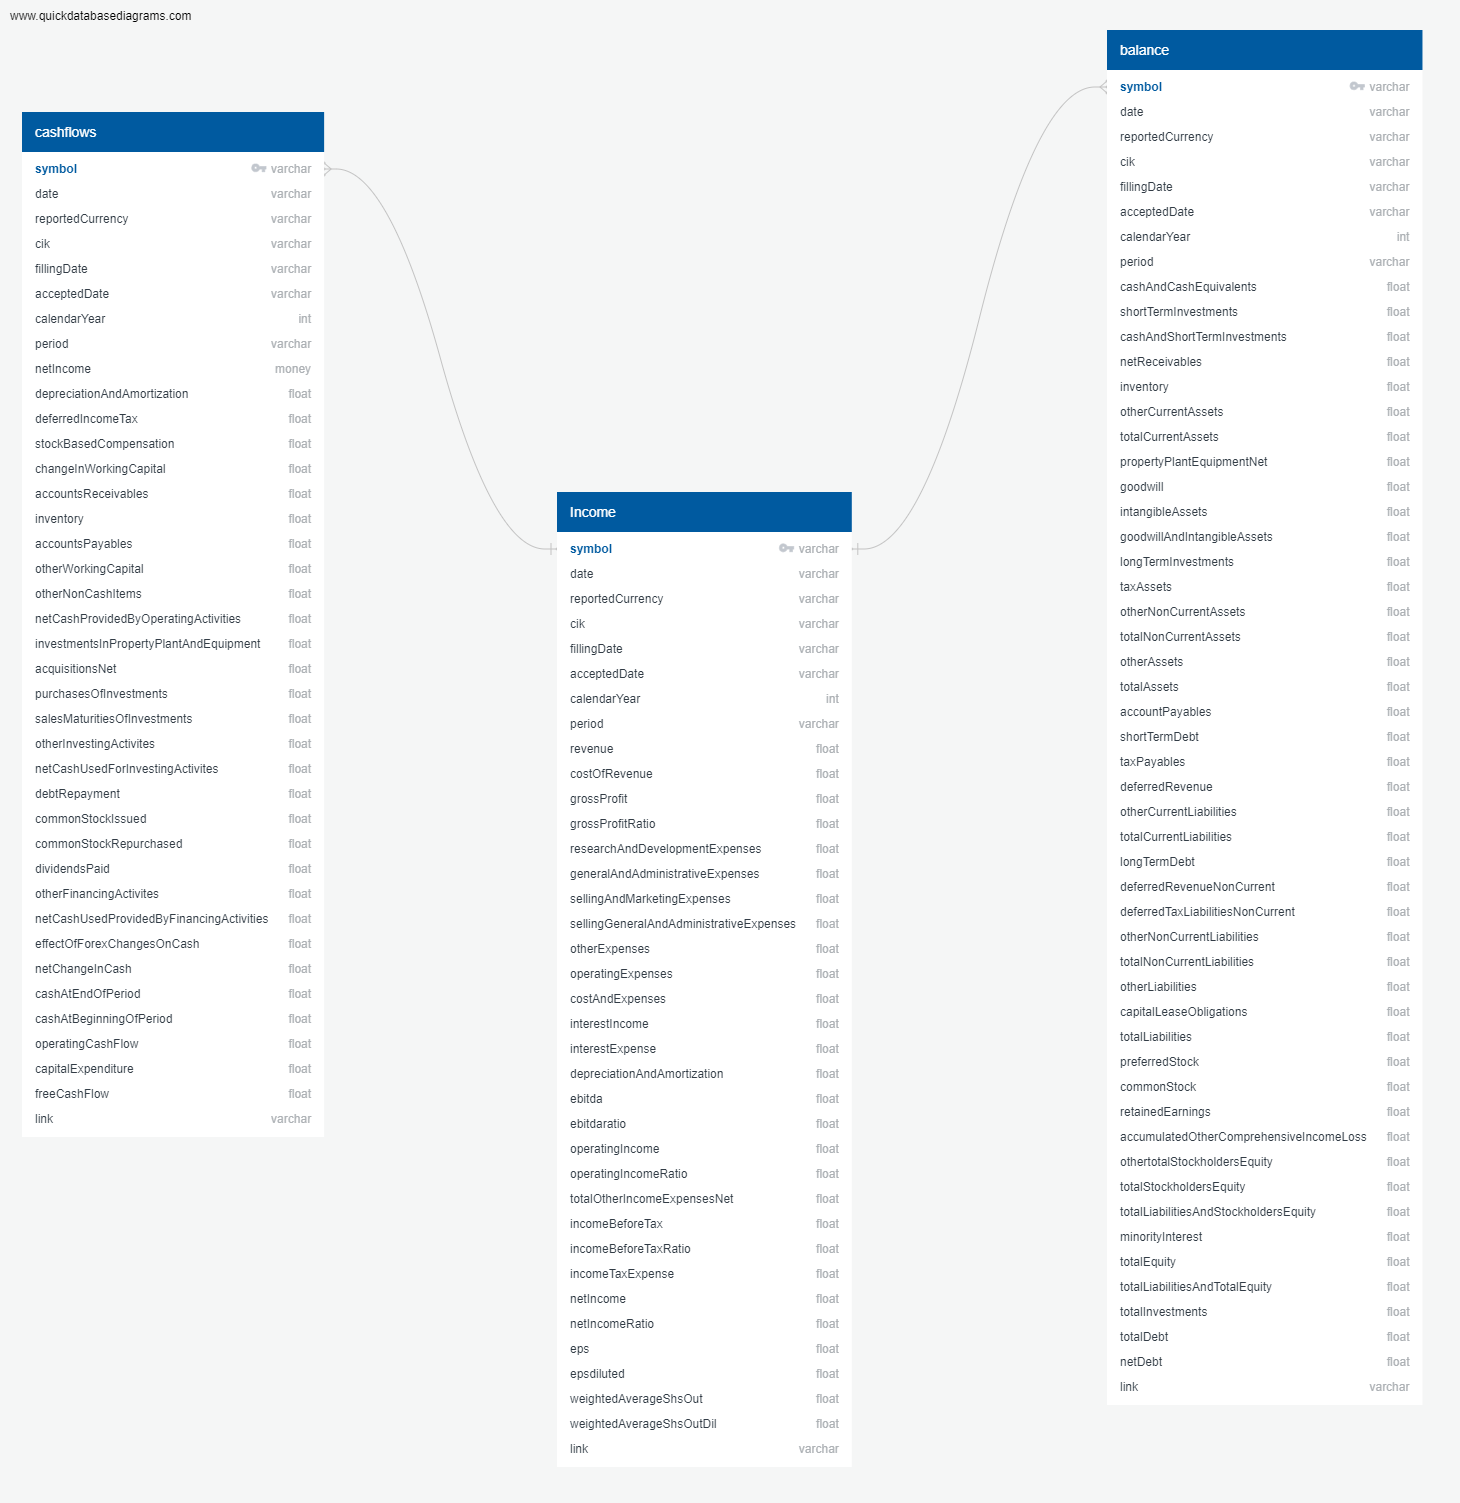 www.quickdatabasediagrams.com
cashflows
symbol varchar
date varchar
reportedCurrency varchar
cik varchar
fillingDate varchar
acceptedDate varchar
calendarYear int
period varchar
netIncome money
depreciationAndAmortization float
deferredIncomeTax float
stockBasedCompensation float
changeInWorkingCapital float
accountsReceivables float
inventory float
accountsPayables float
otherWorkingCapital float
otherNonCashItems float
netCashProvidedByOperatingActivities float
investmentsInPropertyPlantAndEquipment float
acquisitionsNet float
purchasesOfInvestments float
salesMaturitiesOfInvestments float
otherInvestingActivites float
netCashUsedForInvestingActivites float
debtRepayment float
commonStockIssued float
commonStockRepurchased float
dividendsPaid float
otherFinancingActivites float
netCashUsedProvidedByFinancingActivities float
effectOfForexChangesOnCash float
netChangeInCash float
cashAtEndOfPeriod float
cashAtBeginningOfPeriod float
operatingCashFlow float
capitalExpenditure float
freeCashFlow float
link varchar
Income
symbol varchar
date varchar
reportedCurrency varchar
cik varchar
fillingDate varchar
acceptedDate varchar
calendarYear int
period varchar
revenue float
costOfRevenue float
grossProfit float
grossProfitRatio float
researchAndDevelopmentExpenses float
generalAndAdministrativeExpenses float
sellingAndMarketingExpenses float
sellingGeneralAndAdministrativeExpenses float
otherExpenses float
operatingExpenses float
costAndExpenses float
interestIncome float
interestExpense float
depreciationAndAmortization float
ebitda float
ebitdaratio float
operatingIncome float
operatingIncomeRatio float
totalOtherIncomeExpensesNet float
incomeBeforeTax float
incomeBeforeTaxRatio float
incomeTaxExpense float
netIncome float
netIncomeRatio float
eps float
epsdiluted float
weightedAverageShsOut float
weightedAverageShsOutDil float
link varchar
balance
symbol varchar
date varchar
reportedCurrency varchar
cik varchar
fillingDate varchar
acceptedDate varchar
calendarYear int
period varchar
cashAndCashEquivalents float
shortTermInvestments float
cashAndShortTermInvestments float
netReceivables float
inventory float
otherCurrentAssets float
totalCurrentAssets float
propertyPlantEquipmentNet float
goodwill float
intangibleAssets float
goodwillAndIntangibleAssets float
longTermInvestments float
taxAssets float
otherNonCurrentAssets float
totalNonCurrentAssets float
otherAssets float
totalAssets float
accountPayables float
shortTermDebt float
taxPayables float
deferredRevenue float
otherCurrentLiabilities float
totalCurrentLiabilities float
longTermDebt float
deferredRevenueNonCurrent float
deferredTaxLiabilitiesNonCurrent float
otherNonCurrentLiabilities float
totalNonCurrentLiabilities float
otherLiabilities float
capitalLeaseObligations float
totalLiabilities float
preferredStock float
commonStock float
retainedEarnings float
accumulatedOtherComprehensiveIncomeLoss float
othertotalStockholdersEquity float
totalStockholdersEquity float
totalLiabilitiesAndStockholdersEquity float
minorityInterest float
totalEquity float
totalLiabilitiesAndTotalEquity float
totalInvestments float
totalDebt float
netDebt float
link varchar